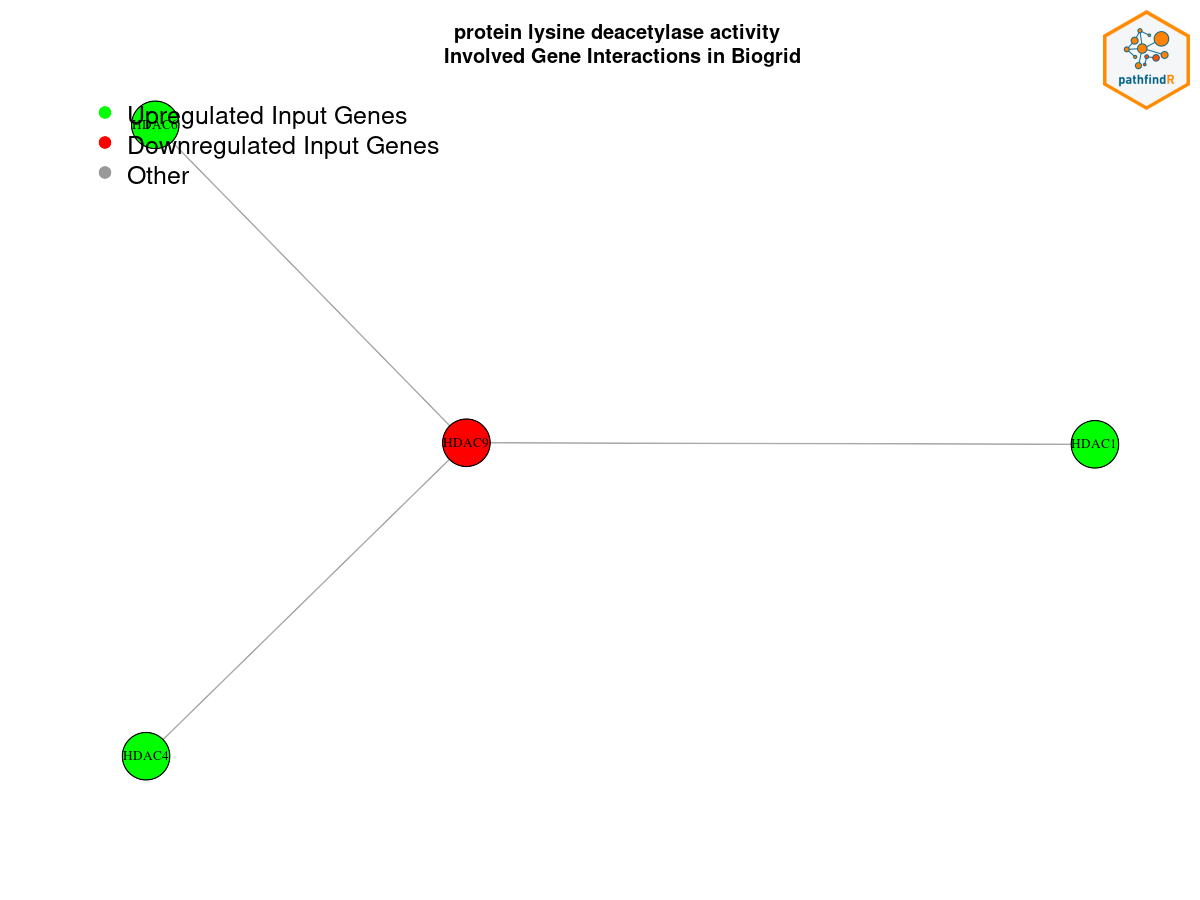 protein lysine deacetylase activity
Involved Gene Interactions in Biogrid
pathfindR
Upregulated Input Genes
HDAC6
Downregulated Input Genes
Other
HDAC9
HDAC1
HDAC4